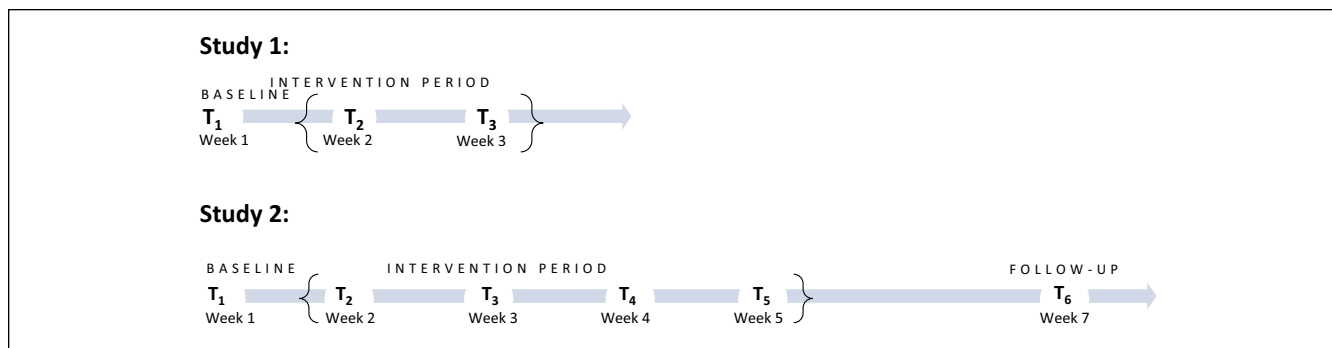 Study 1:
INTERVENTION PERIOD
BASELINE
T1 T2 T3
Week 1 Week 2 Week 3
Study 2:
BASELINE INTERVENTION PERIOD FOLLOW-UP
T1 T2 T3 T4 T5 T6
Week 1 Week 2 Week 3 Week 4 Week 5 Week 7